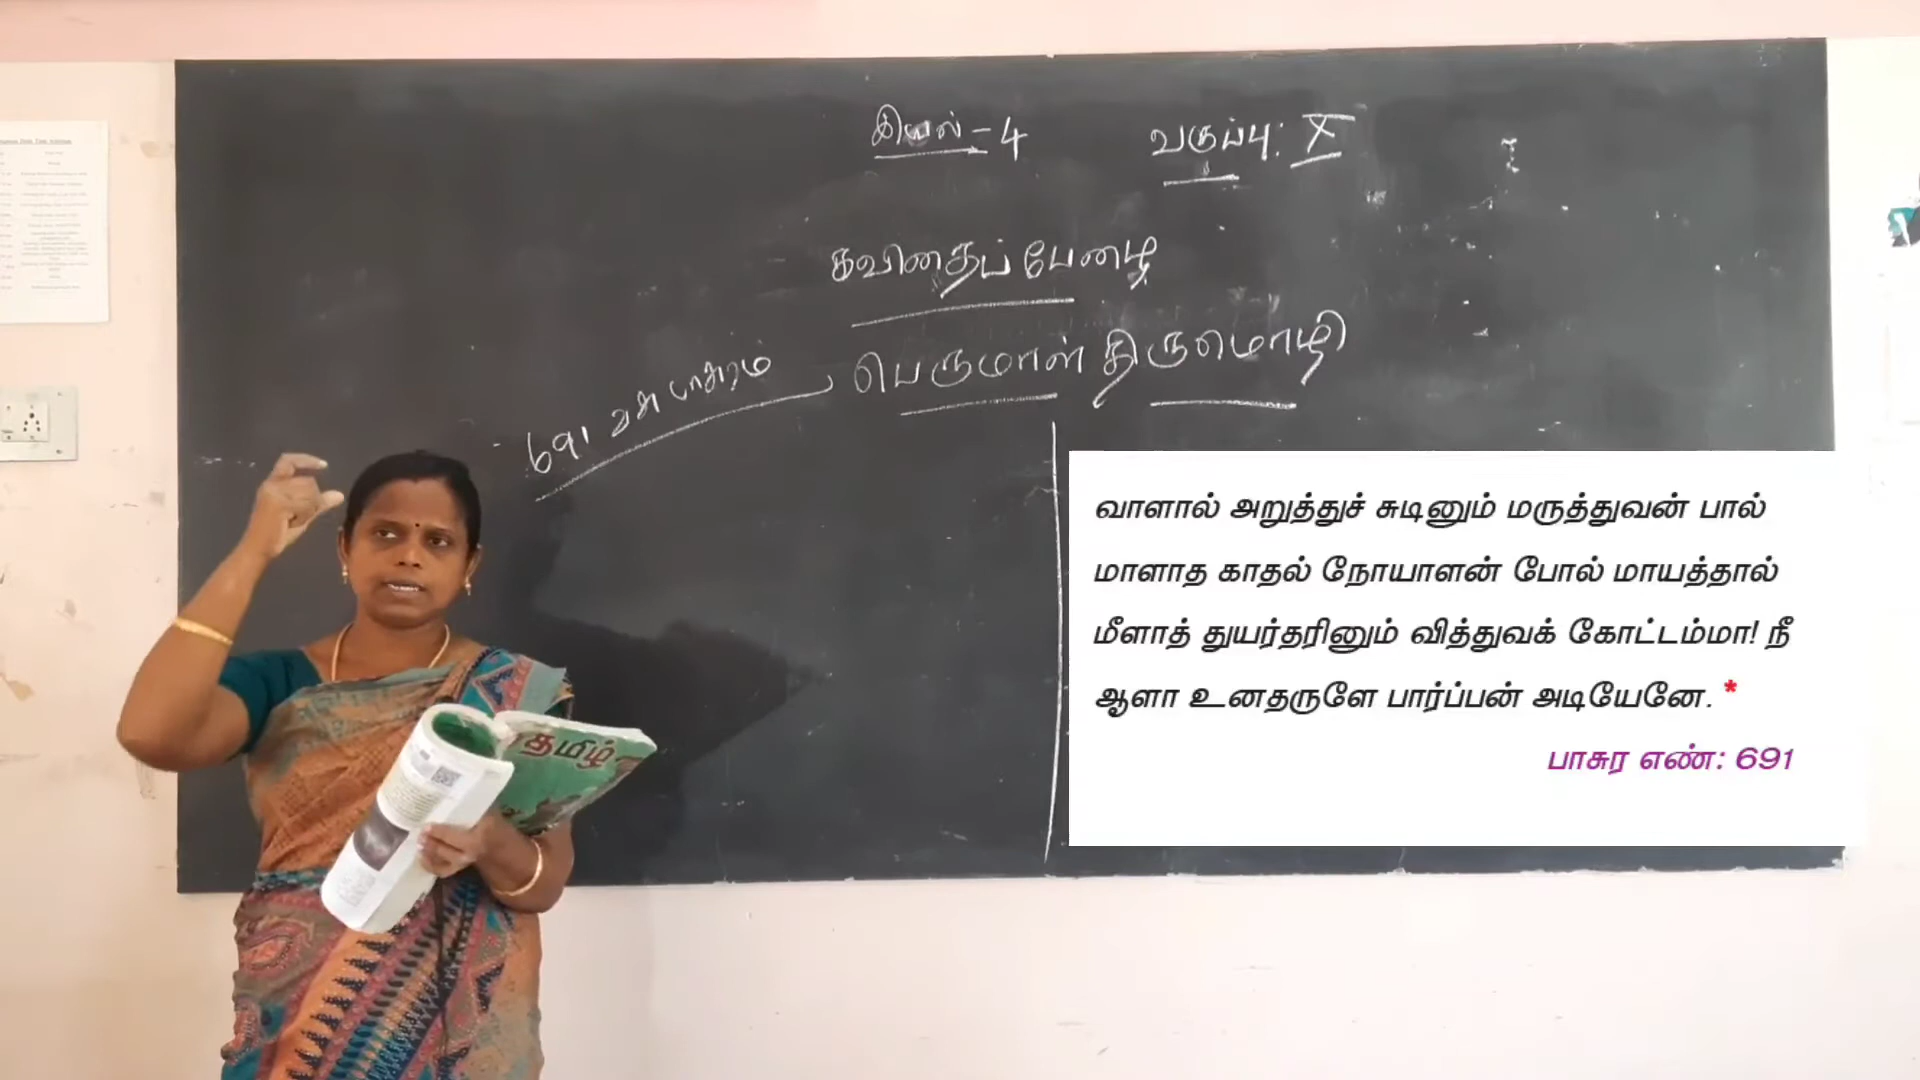 இயல் - 4
வகுப்பு: X
கவிதைப் பேழை
691 வது பாசுரம்
பெருமாள் திருமொழி
வாளால் அறுத்துச் சுடினும் மருத்துவன் பால்
மாளாத காதல் நோயாளன் போல் மாயத்தால்
மீளாத் துயர்தரினும் வித்துவக் கோட்டம்மா! நீ
ஆளா உனதருளே பார்ப்பன் அடியேனே. *
பாசுர எண்: 691
தமிழ்